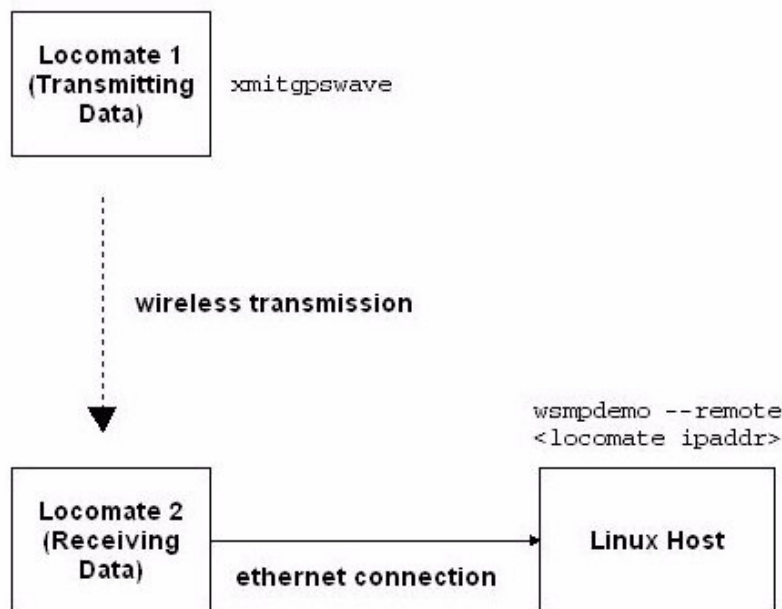 Locomate 1
(Transmitting
Data)
xmitgpswave
wireless transmission
wsmpdemo --remote
<locomate ipaddr>
Locomate 2
(Receiving
Data)
ethernet connection
Linux Host